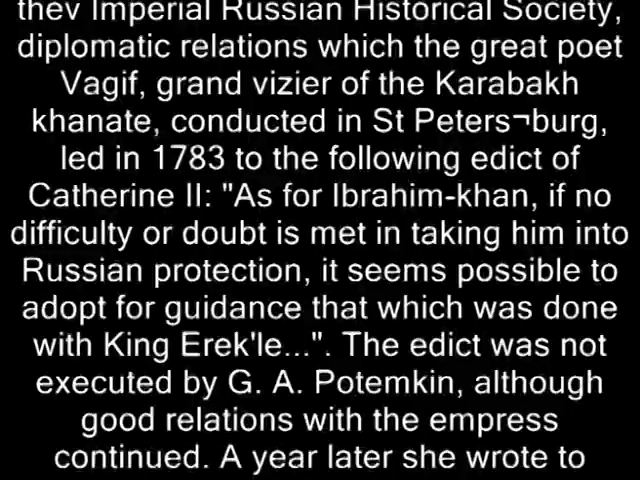 thev Imperial Russian Historical Society,
diplomatic relations which the great poet
Vagif, grand vizier of the Karabakh
khanate, conducted in St Peters¬burg,
led in 1783 to the following edict of
Catherine II: "As for Ibrahim-khan, if no
difficulty or doubt is met in taking him into
Russian protection, it seems possible to
adopt for guidance that which was done
with King Erek'le...". The edict was not
executed by G. A. Potemkin, although
good relations with the empress
continued. A year later she wrote to